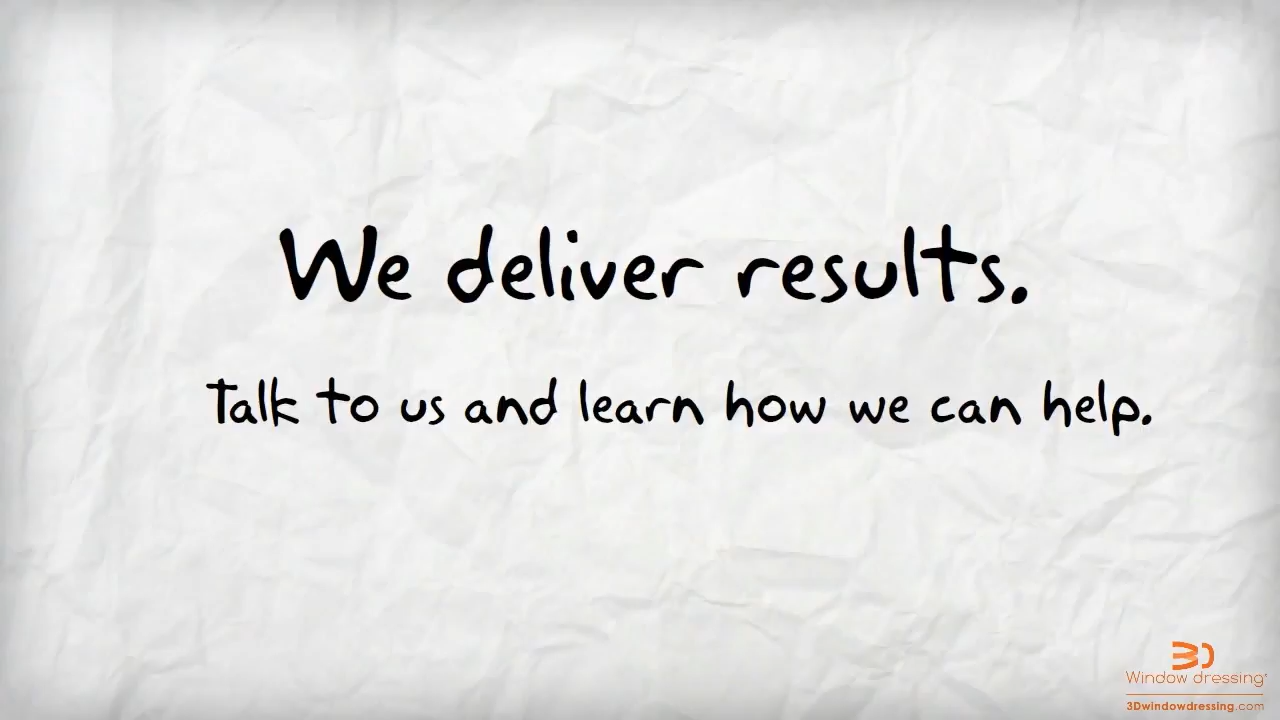 We deliver results.
Talk to us and learn how we can help.
3D
Window dressing
3Dwindowdressing.com